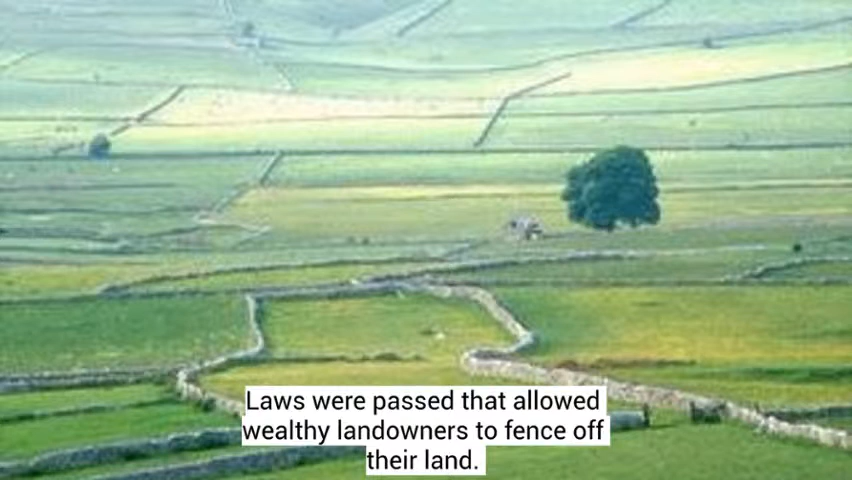 Laws were passed that allowed
wealthy landowners to fence off
their land.